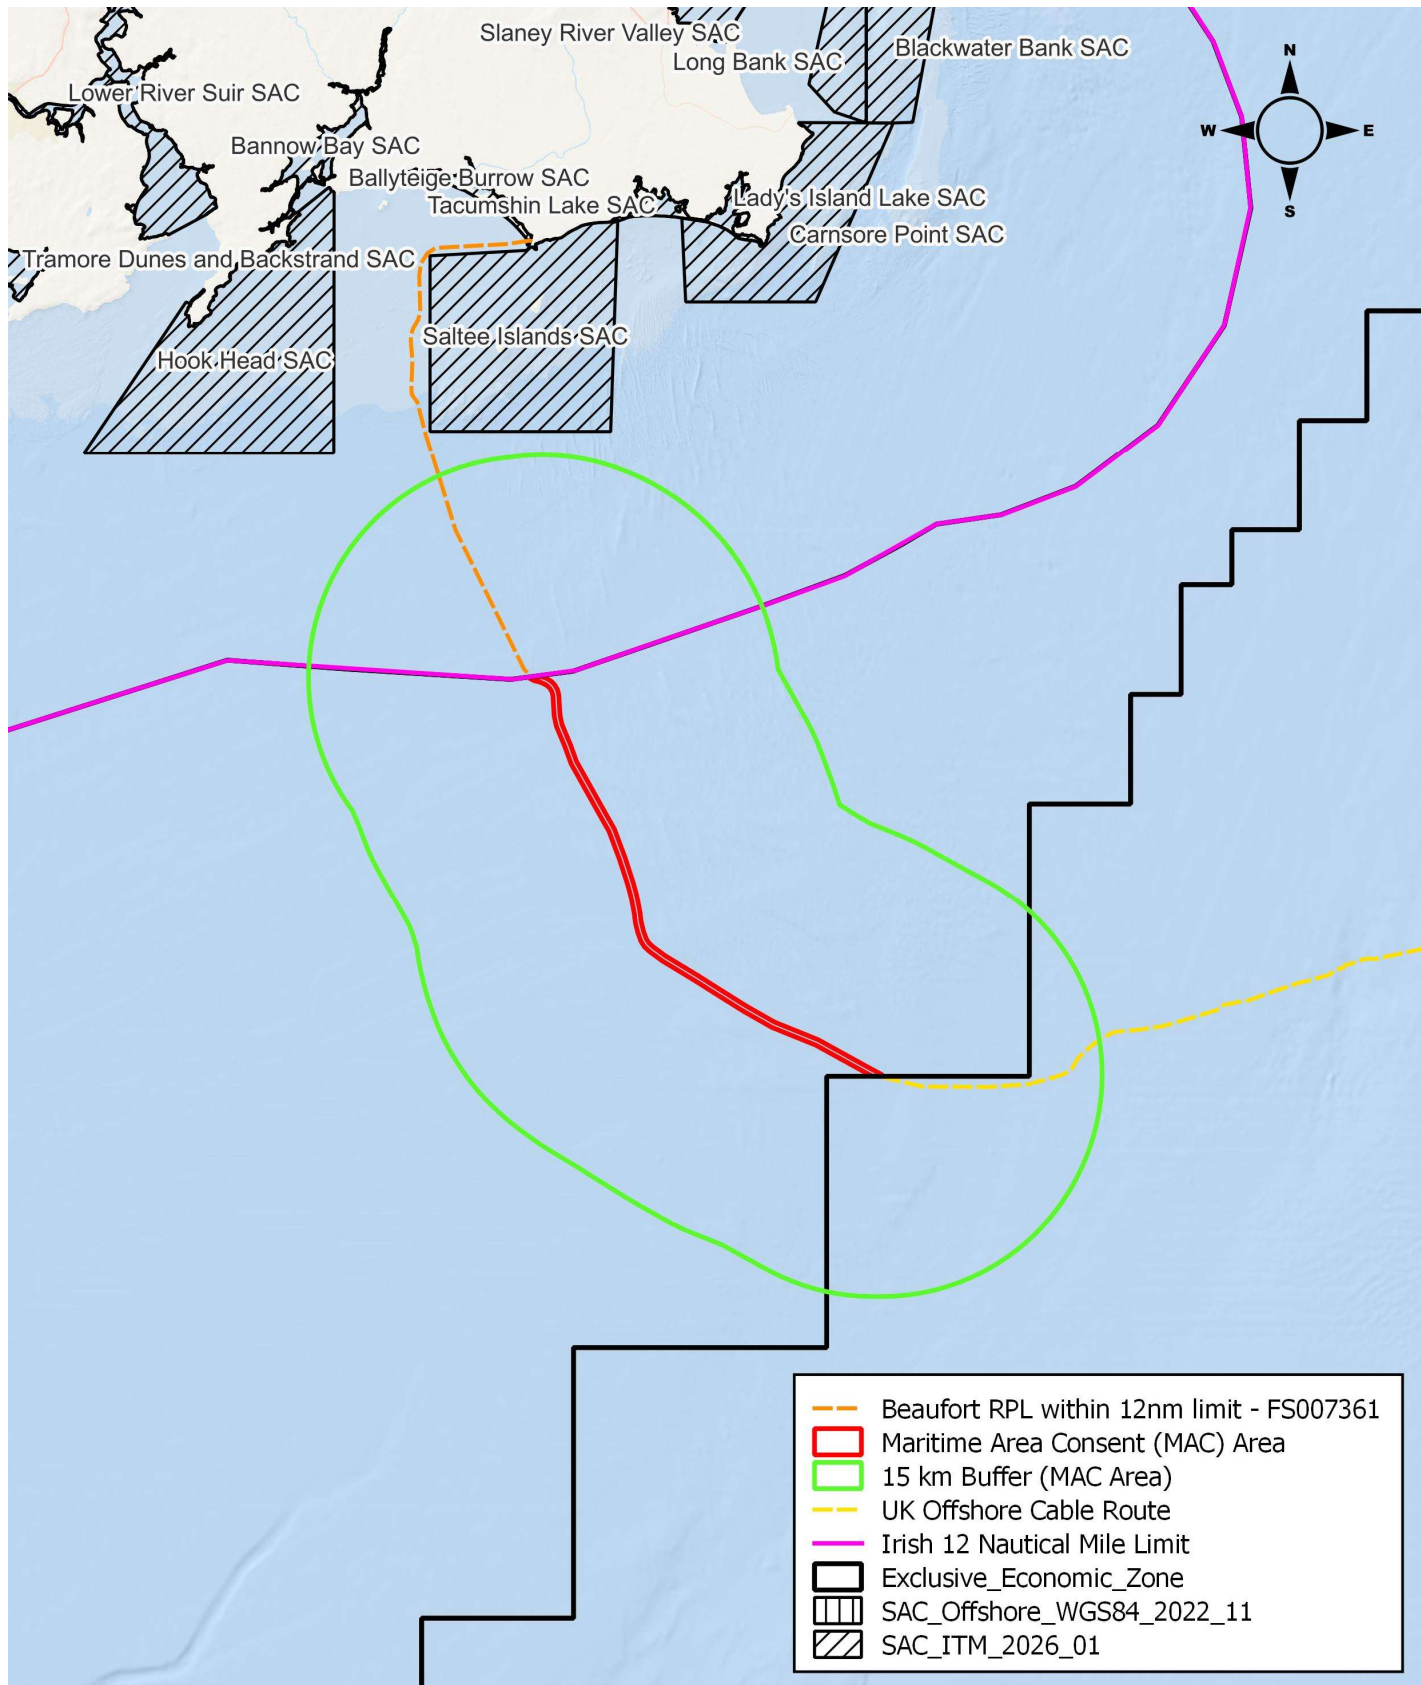 Slaney River Valley SAC
Blackwater Bank SAC
Long Bank SAC
N
Lower River Suir SAC
W
E
Bannow Bay SAC
Ballyteige Burrow SAC
Lady's Island Lake SAC
Tacumshin Lake SAC
S
Carnsore Point SAC
Tramore Dunes and Backstrand SAC
Saltee Islands SAC
Hook Head SAC
Beaufort RPL within 12nm limit - FS007361
Maritime Area Consent (MAC) Area
15 km Buffer (MAC Area)
UK Offshore Cable Route
Irish 12 Nautical Mile Limit
Exclusive_Economic_Zone
SAC_Offshore_WGS84_2022_11
SAC_ITM_2026_01